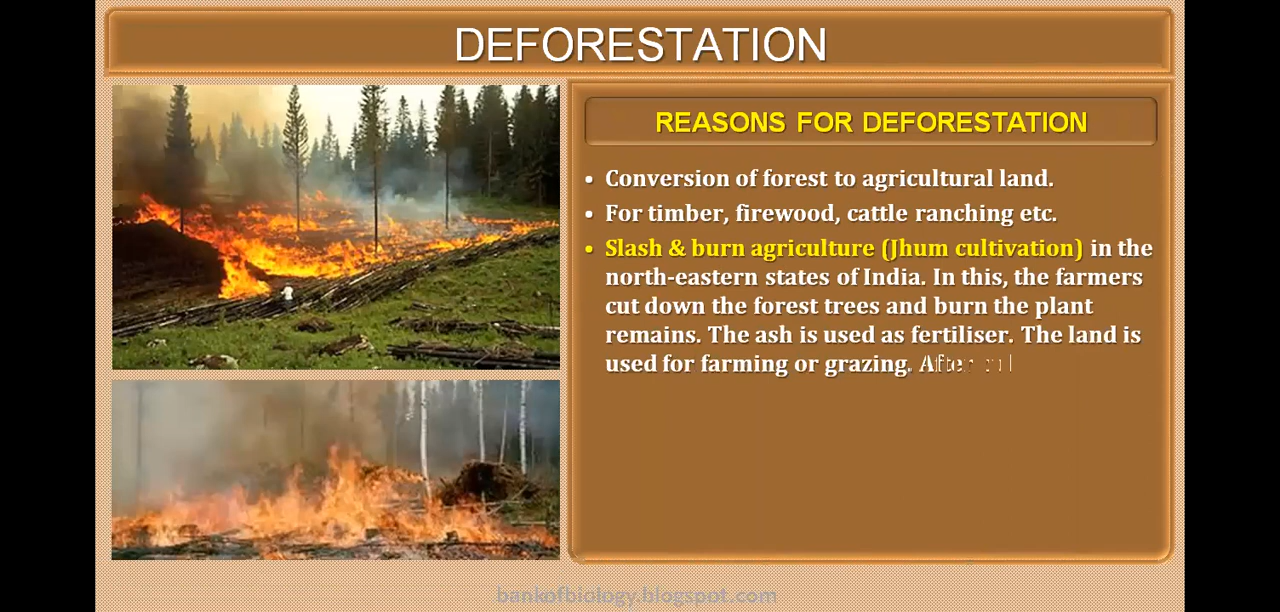 DEFORESTATION
REASONS FOR DEFORESTATION
• Conversion of forest to agricultural land.
• For timber, firewood, cattle ranching etc.
• Slash & burn agriculture (Jhum cultivation) in the
north-eastern states of India. In this, the farmers
cut down the forest trees and burn the plant
remains. The ash is used as fertiliser. The land is
used for farming or grazing. After
bankofbiology.blogspot.com